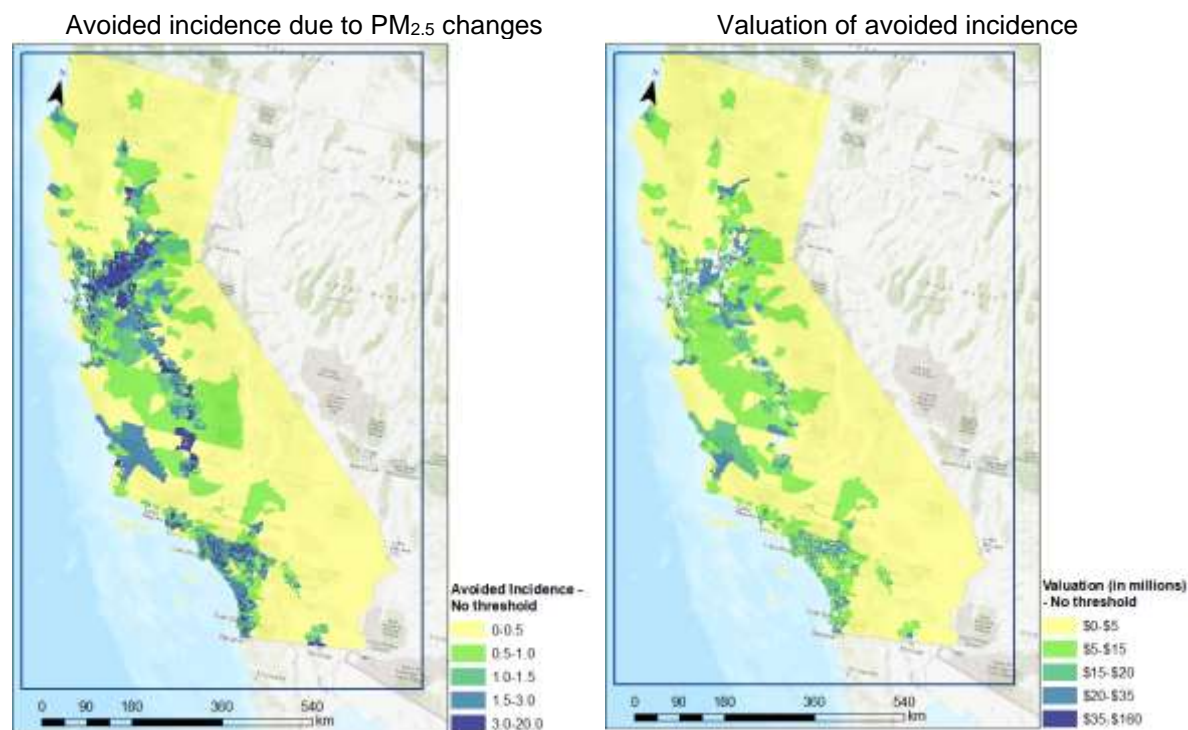 Avoided incidence due to PM2.5 changes
Valuation of avoided incidence
N
Avoided Incidence -
No threshold
0-0.5
0.5-1.0
1.0-1.5
1.5-3.0
3.0-20.0
0 90 180 360 540
km
N
Valuation (in millions)
- No threshold
$0-$5
$5-$15
$15-$20
$20-$35
$35-$160
0 90 180 360 540
km